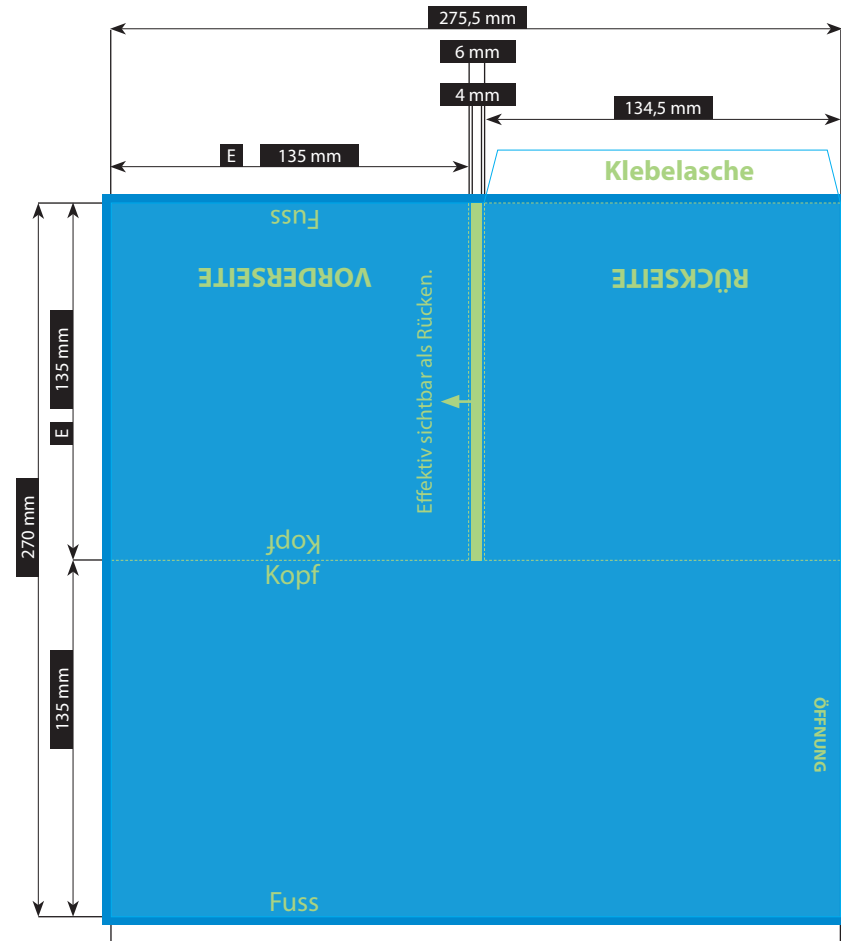 275,5 mm
6 mm
4 mm
134,5 mm
E 135 mm
Klebelasche
Fuss
VORDERSEITE
RÜCKSEITE
Effektiv sichtbar als Rücken.
135 mm
E
270 mm
Kopf
Kopf
135 mm
ÖFFNUNG
Fuss